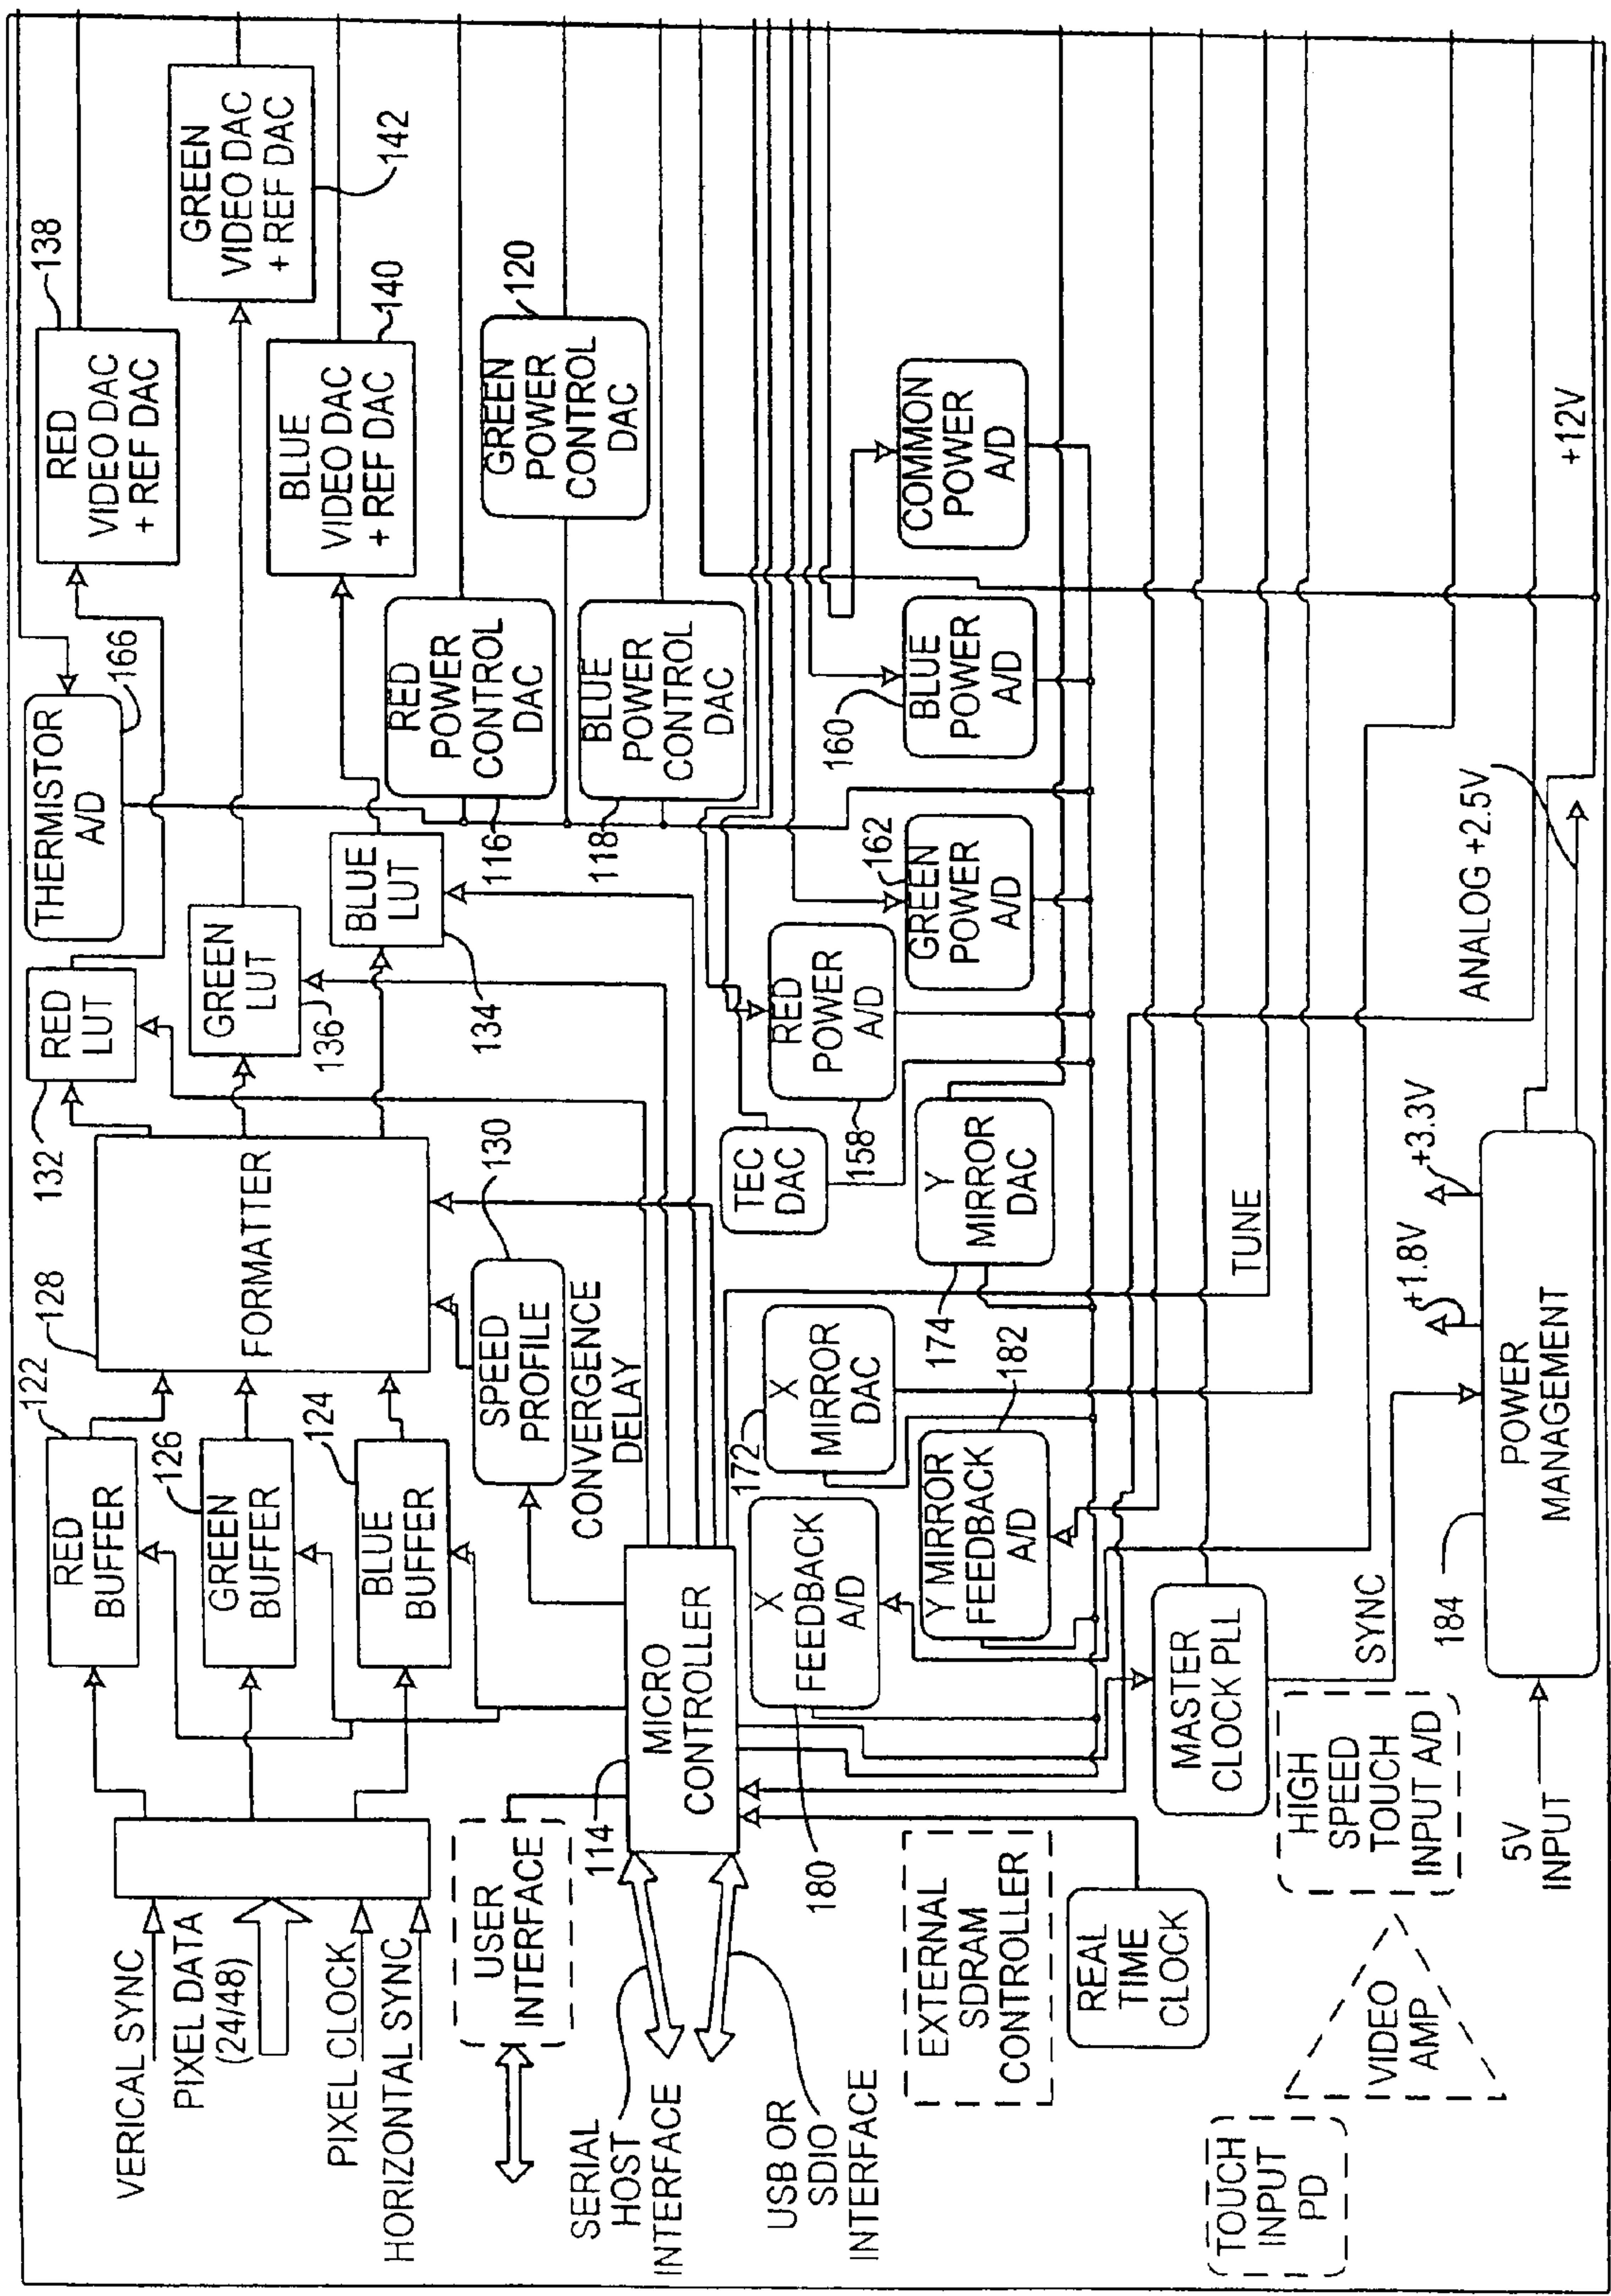 VERICAL SYNC
PIXEL DATA
(24/48)
PIXEL CLOCK
HORIZONTAL SYNC
RED
BUFFER
122
GREEN
BUFFER
126
BLUE
BUFFER
124
128
FORMATTER
SPEED
PROFILE
130
CONVERGENCE
DELAY
132
RED
LUT
GREEN
LUT
136
BLUE
LUT
134
THERMISTOR
A/D
166
RED
VIDEO DAC
+ REF DAC
138
GREEN
VIDEO DAC
+ REF DAC
142
BLUE
VIDEO DAC
+ REF DAC
140
RED
POWER
CONTROL
DAC
116
GREEN
POWER
CONTROL
DAC
120
BLUE
POWER
CONTROL
DAC
118
USER
INTERFACE
SERIAL
HOST
INTERFACE
USB OR
SDIO
INTERFACE
114
MICRO
CONTROLLER
TEC
DAC
RED
POWER
A/D
158
GREEN
POWER
A/D
162
BLUE
POWER
A/D
160
COMMON
POWER
A/D
X
FEEDBACK
A/D
180
X
MIRROR
DAC
172
Y MIRROR
FEEDBACK
A/D
182
Y
MIRROR
DAC
174
EXTERNAL
SDRAM
CONTROLLER
REAL
TIME
CLOCK
MASTER
CLOCK PLL
TUNE
SYNC
TOUCH
INPUT
PD
VIDEO
AMP
HIGH
SPEED
TOUCH
INPUT A/D
5V
INPUT
184
POWER
MANAGEMENT
+1.8V
+3.3V
ANALOG +2.5V
+12V